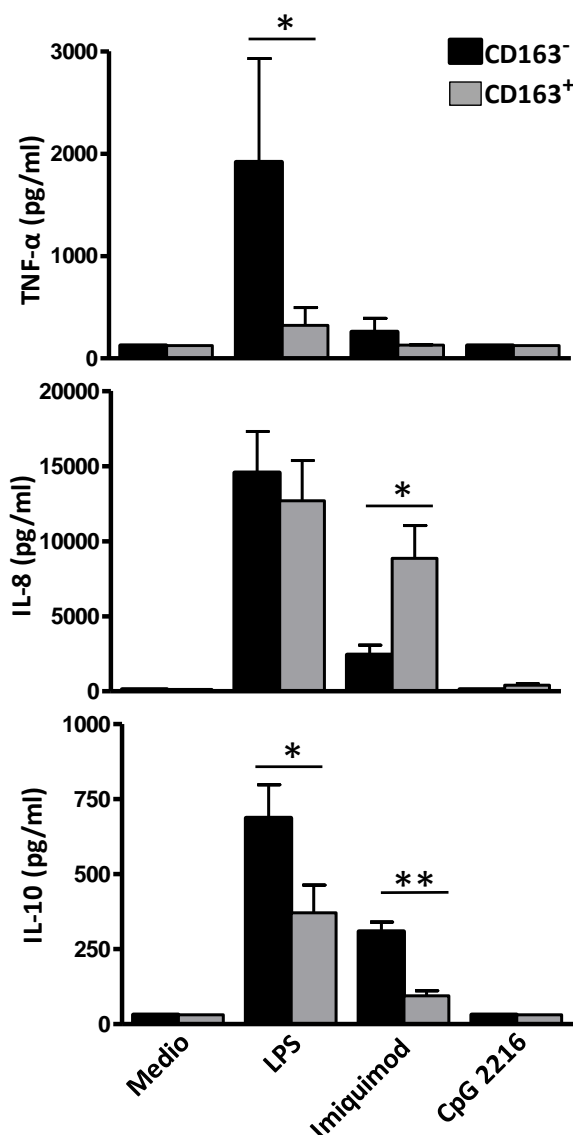 *
3000
2000
1000
0
TNF-α (pg/ml)
CD163⁻
CD163⁺
20000
15000
10000
5000
0
IL-8 (pg/ml)
*
1000
750
500
250
0
IL-10 (pg/ml)
*
**
Medio
LPS
Imiquimod
CpG 2216